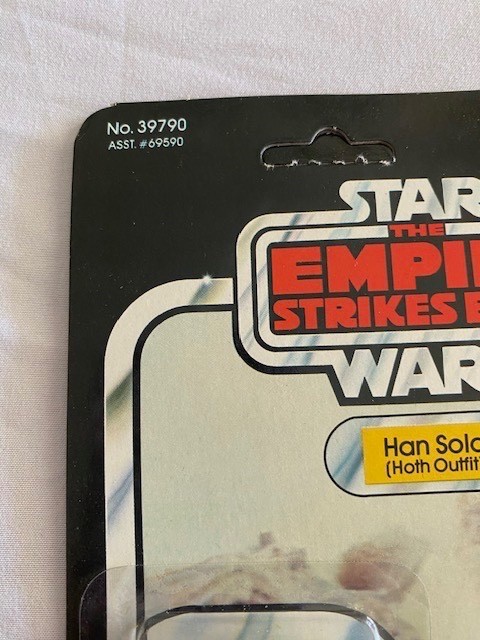 No. 39790
ASST. #69590
STAR
THE
EMPI
STRIKES
WAR
Han Solo
(Hoth Outfit